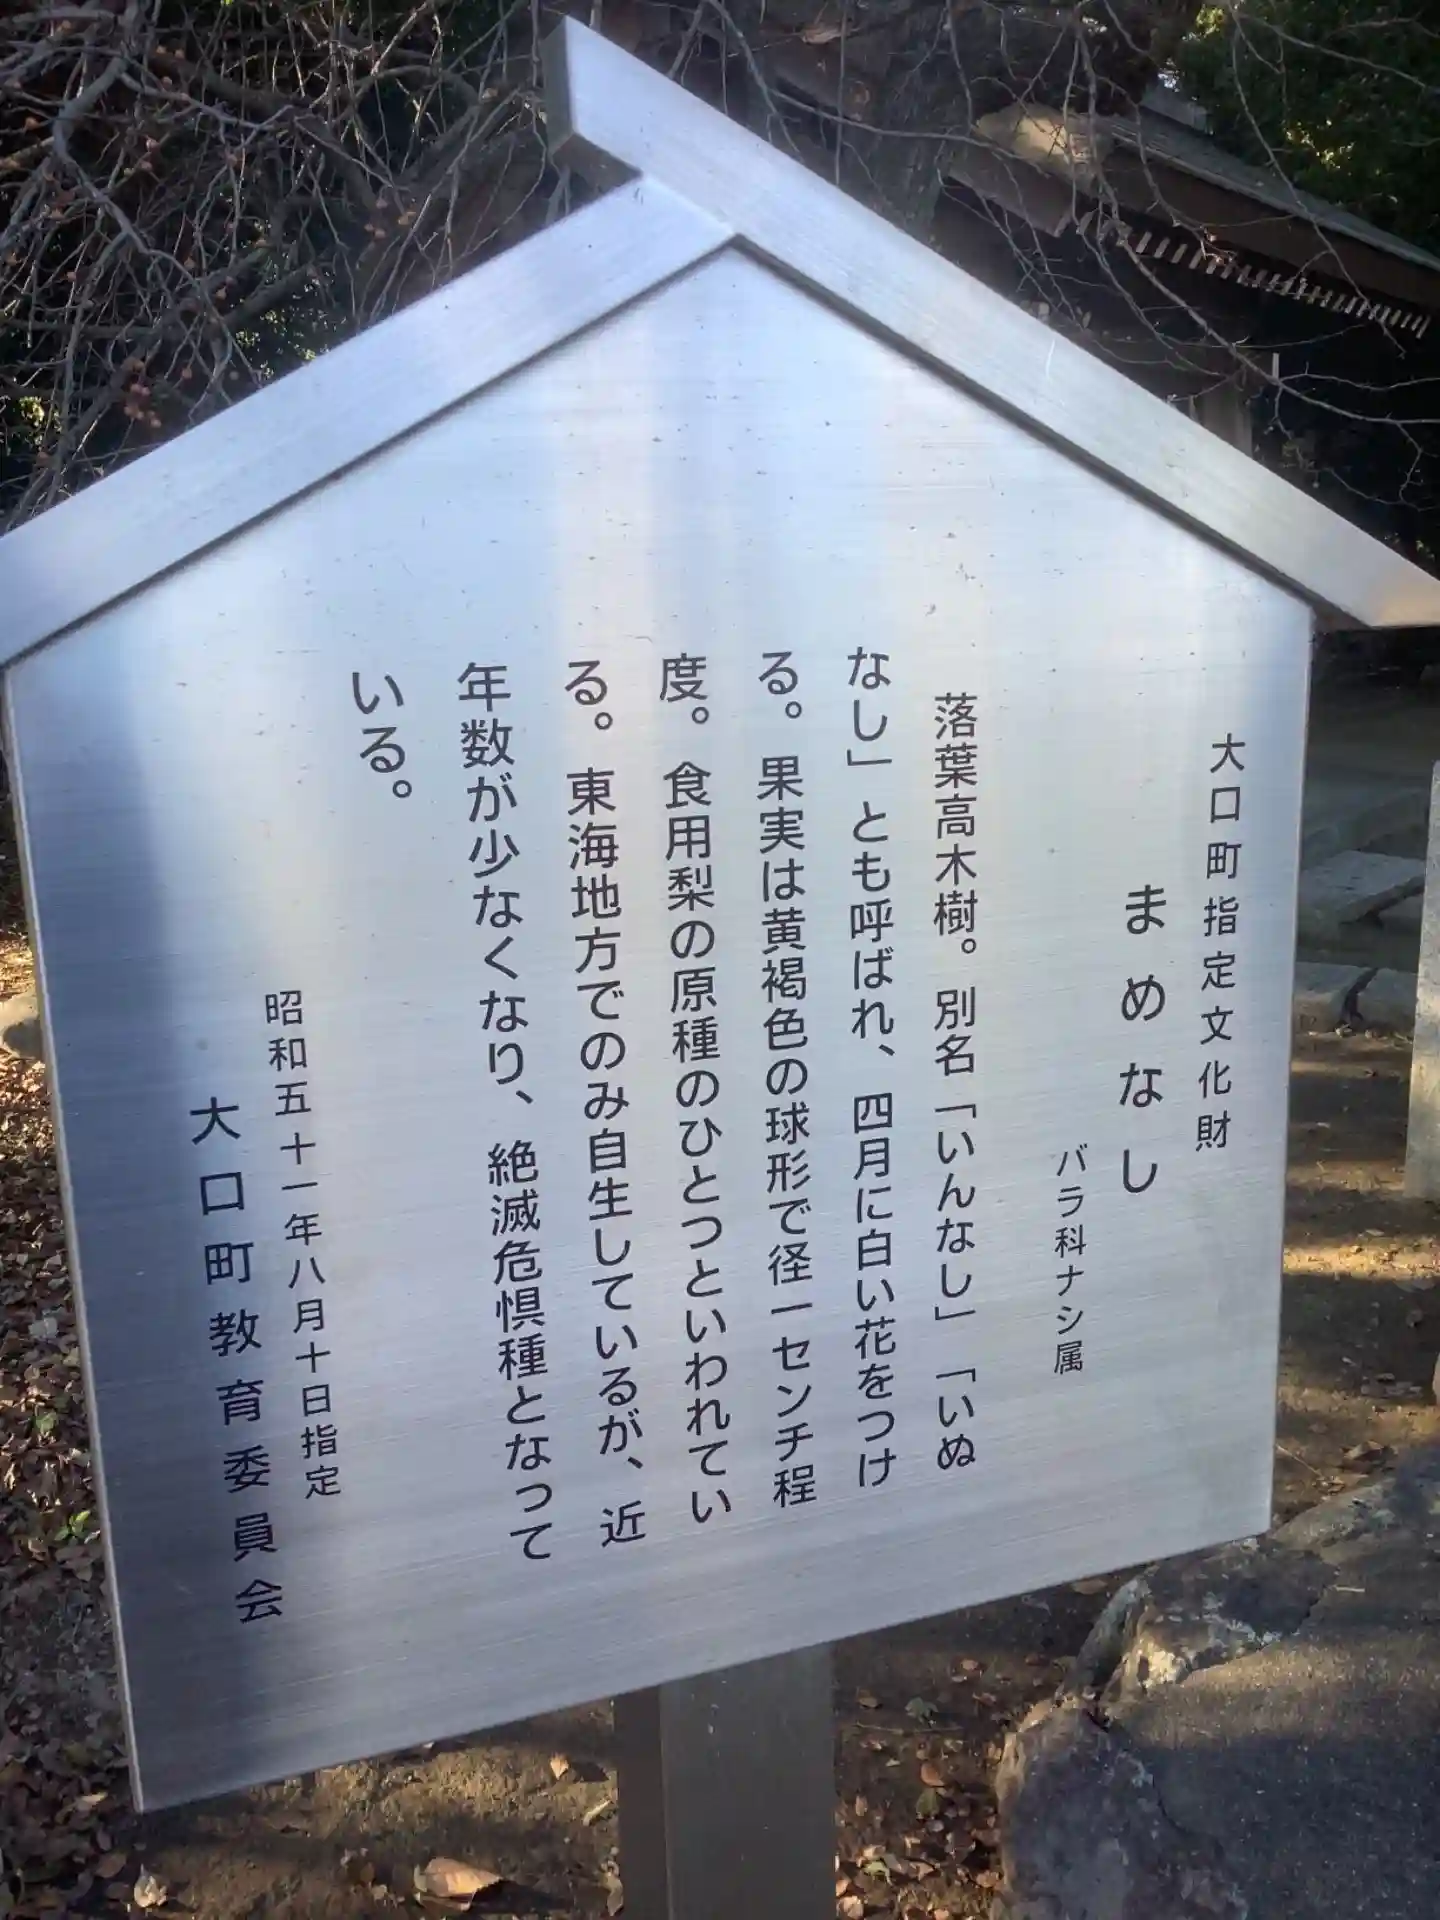 大口町指定文化財
まめなし
バラ科ナシ属
落葉高木樹。別名「いんなし」「いぬ
なし」とも呼ばれ、四月に白い花をつけ
る。果実は黄褐色の球形で径一センチ程
度。食用梨の原種のひとつといわれてい
る。東海地方でのみ自生しているが、近
年数が少なくなり、絶滅危惧種となって
いる。
昭和五十一年八月十日指定
大口町教育委員会